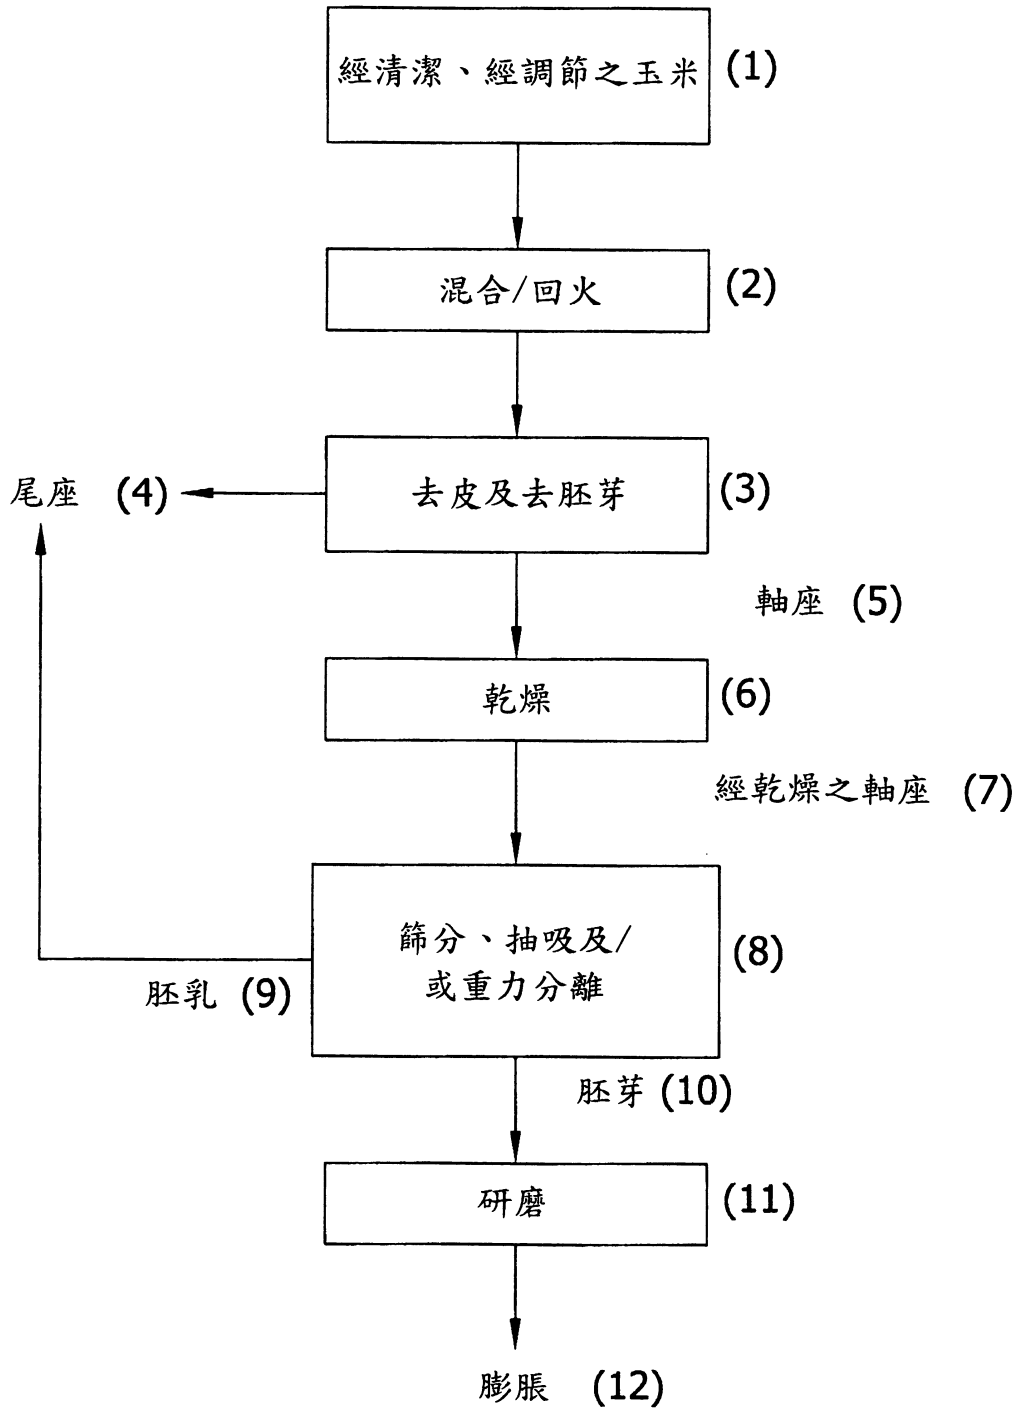 經清潔、經調節之玉米 (1)
混合/回火 (2)
去皮及去胚芽 (3)
尾座 (4)
軸座 (5)
乾燥 (6)
經乾燥之軸座 (7)
篩分、抽吸及/
或重力分離
(8)
胚乳 (9)
胚芽 (10)
研磨 (11)
膨脹 (12)